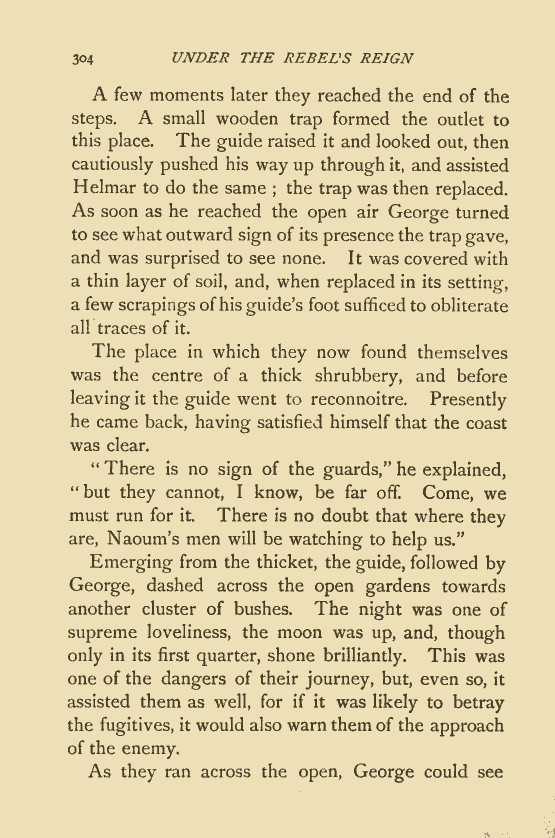 304 UNDER THE REBEL'S REIGN
A few moments later they reached the end of the
steps. A small wooden trap formed the outlet to
this place. The guide raised it and looked out, then
cautiously pushed his way up through it, and assisted
Helmar to do the same ; the trap was then replaced.
As soon as he reached the open air George turned
to see what outward sign of its presence the trap gave,
and was surprised to see none. It was covered with
a thin layer of soil, and, when replaced in its setting,
a few scrapings of his guide's foot sufficed to obliterate
all traces of it.
The place in which they now found themselves
was the centre of a thick shrubbery, and before
leaving it the guide went to reconnoitre. Presently
he came back, having satisfied himself that the coast
was clear.
“ There is no sign of the guards,” he explained,
“ but they cannot, I know, be far off. Come, we
must run for it. There is no doubt that where they
are, Naoum's men will be watching to help us.”
Emerging from the thicket, the guide, followed by
George, dashed across the open gardens towards
another cluster of bushes. The night was one of
supreme loveliness, the moon was up, and, though
only in its first quarter, shone brilliantly. This was
one of the dangers of their journey, but, even so, it
assisted them as well, for if it was likely to betray
the fugitives, it would also warn them of the approach
of the enemy.
As they ran across the open, George could see